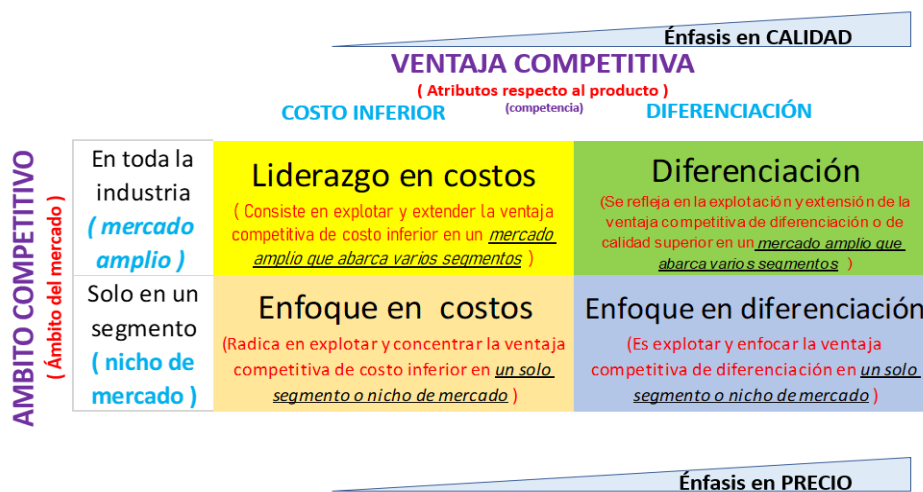 Énfasis en CALIDAD
VENTAJA COMPETITIVA
( Atributos respecto al producto )
COSTO INFERIOR
(competencia)
DIFERENCIACIÓN
AMBITO COMPETITIVO
( Ámbito del mercado )
En toda la
industria
( mercado
amplio )
Liderazgo en costos
( Consiste en explotar y extender la ventaja
competitiva de costo inferior en un mercado
amplio que abarca varios segmentos )
Diferenciación
(Se refleja en la explotación y extensión de la
ventaja competitiva de diferenciación o de
calidad superior en un mercado amplio que
abarca varios segmentos )
Solo en un
segmento
( nicho de
mercado )
Enfoque en costos
(Radica en explotar y concentrar la ventaja
competitiva de costo inferior en un solo
segmento o nicho de mercado )
Enfoque en diferenciación
(Es explotar y enfocar la ventaja
competitiva de diferenciación en un solo
segmento o nicho de mercado )
Énfasis en PRECIO